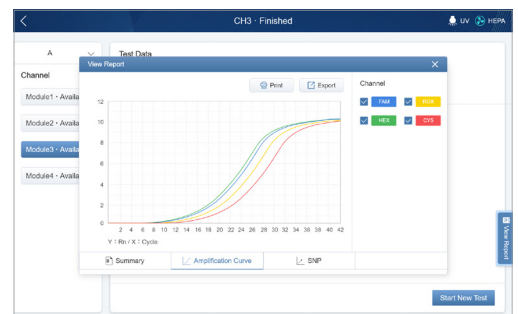 CH3 · Finished
UV
HEPA
A
Test Data
View Report
Channel
Module1 · Availa
Module2 · Availa
Module3 · Availa
Module4 · Availa
Print
Export
Channel
FAM
ROX
HEX
CY5
12
10
8
6
4
2
0
2 4 6 8 10 12 14 16 18 20 22 24 26 28 30 32 34 36 38 40 42
Y : Rn / X : Cycle
Summary
Amplification Curve
SNP
View Report
Start New Test